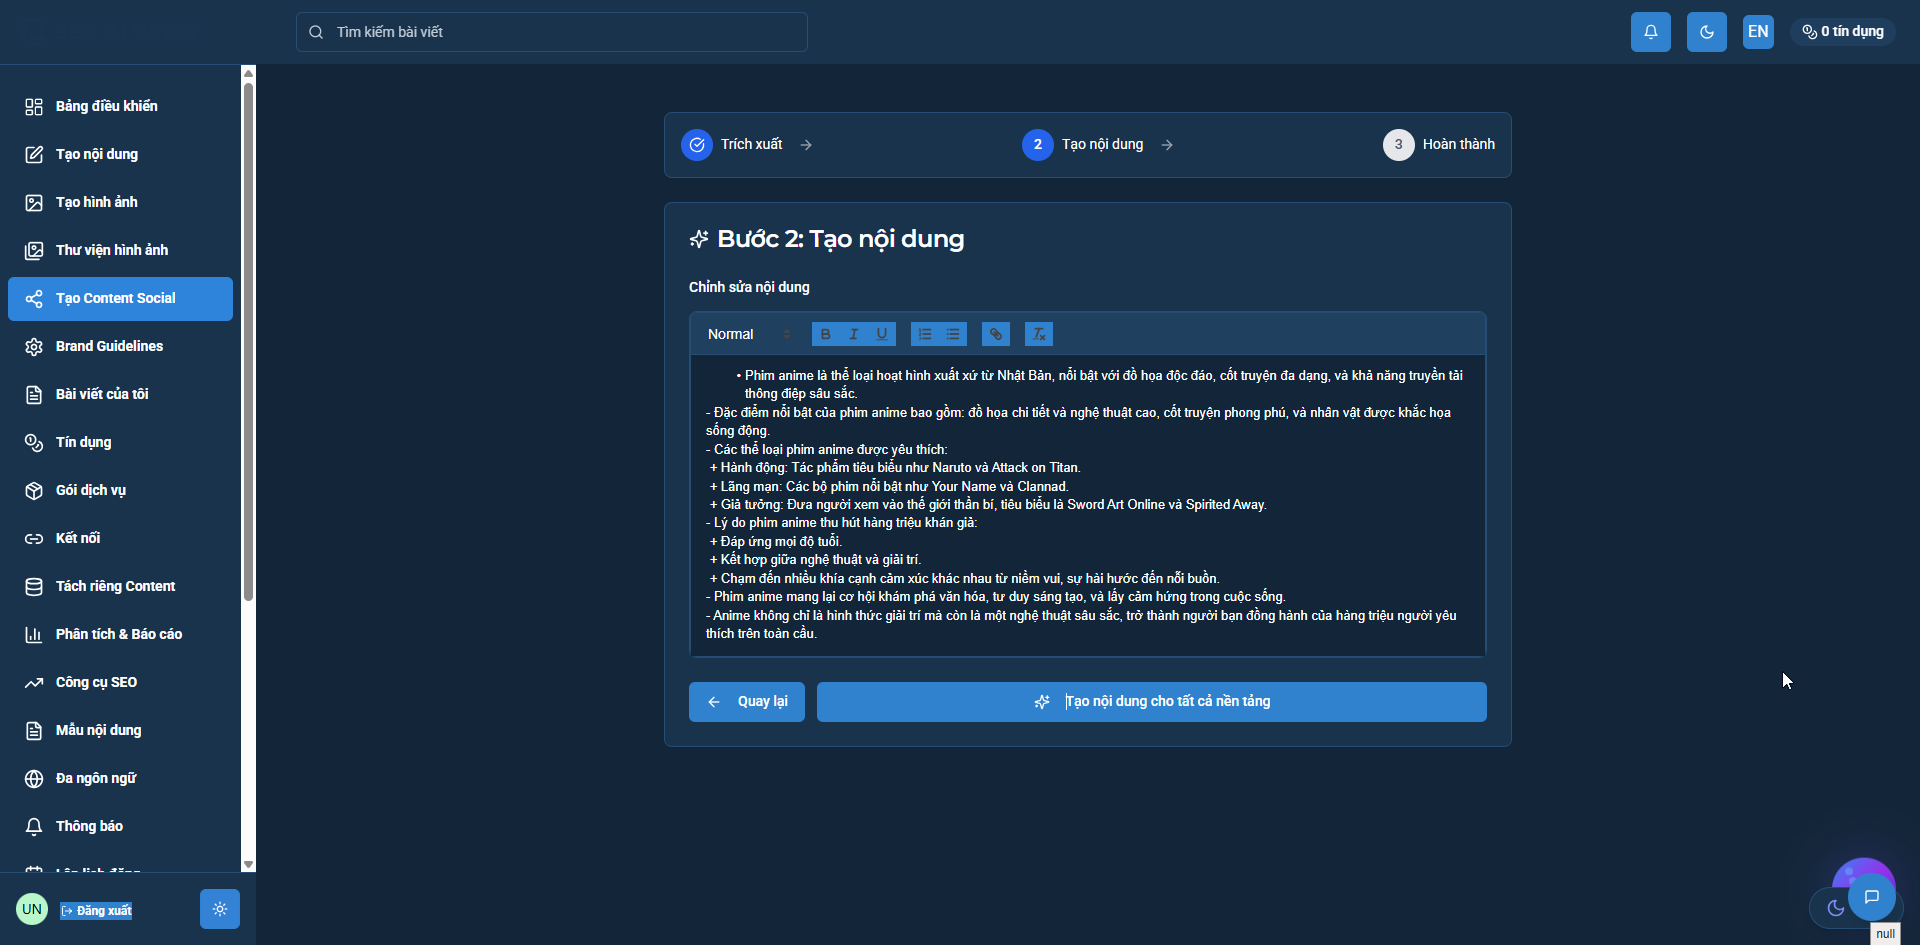 Tìm kiếm bài viết
EN
0 tín dụng
Bảng điều khiển
Tạo nội dung
Tạo hình ảnh
Thư viện hình ảnh
Tạo Content Social
Brand Guidelines
Bài viết của tôi
Tín dụng
Gói dịch vụ
Kết nối
Tách riêng Content
Phân tích & Báo cáo
Công cụ SEO
Mẫu nội dung
Đa ngôn ngữ
Thông báo
UN
Đăng xuất
Trích xuất
2 Tạo nội dung
3 Hoàn thành
Bước 2: Tạo nội dung
Chỉnh sửa nội dung
Normal
• Phim anime là thể loại hoạt hình xuất xứ từ Nhật Bản, nổi bật với đồ họa độc đáo, cốt truyện đa dạng, và khả năng truyền tải
thông điệp sâu sắc.
- Đặc điểm nổi bật của phim anime bao gồm: đồ họa chi tiết và nghệ thuật cao, cốt truyện phong phú, và nhân vật được khắc họa
sống động.
- Các thể loại phim anime được yêu thích:
+ Hành động: Tác phẩm tiêu biểu như Naruto và Attack on Titan.
+ Lãng mạn: Các bộ phim nổi bật như Your Name và Clannad.
+ Giả tưởng: Đưa người xem vào thế giới thần bí, tiêu biểu là Sword Art Online và Spirited Away.
- Lý do phim anime thu hút hàng triệu khán giả:
+ Đáp ứng mọi độ tuổi.
+ Kết hợp giữa nghệ thuật và giải trí.
+ Chạm đến nhiều khía cạnh cảm xúc khác nhau từ niềm vui, sự hài hước đến nỗi buồn.
- Phim anime mang lại cơ hội khám phá văn hóa, tư duy sáng tạo, và lấy cảm hứng trong cuộc sống.
- Anime không chỉ là hình thức giải trí mà còn là một nghệ thuật sâu sắc, trở thành người bạn đồng hành của hàng triệu người yêu
thích trên toàn cầu.
Quay lại
Tạo nội dung cho tất cả nền tảng
null